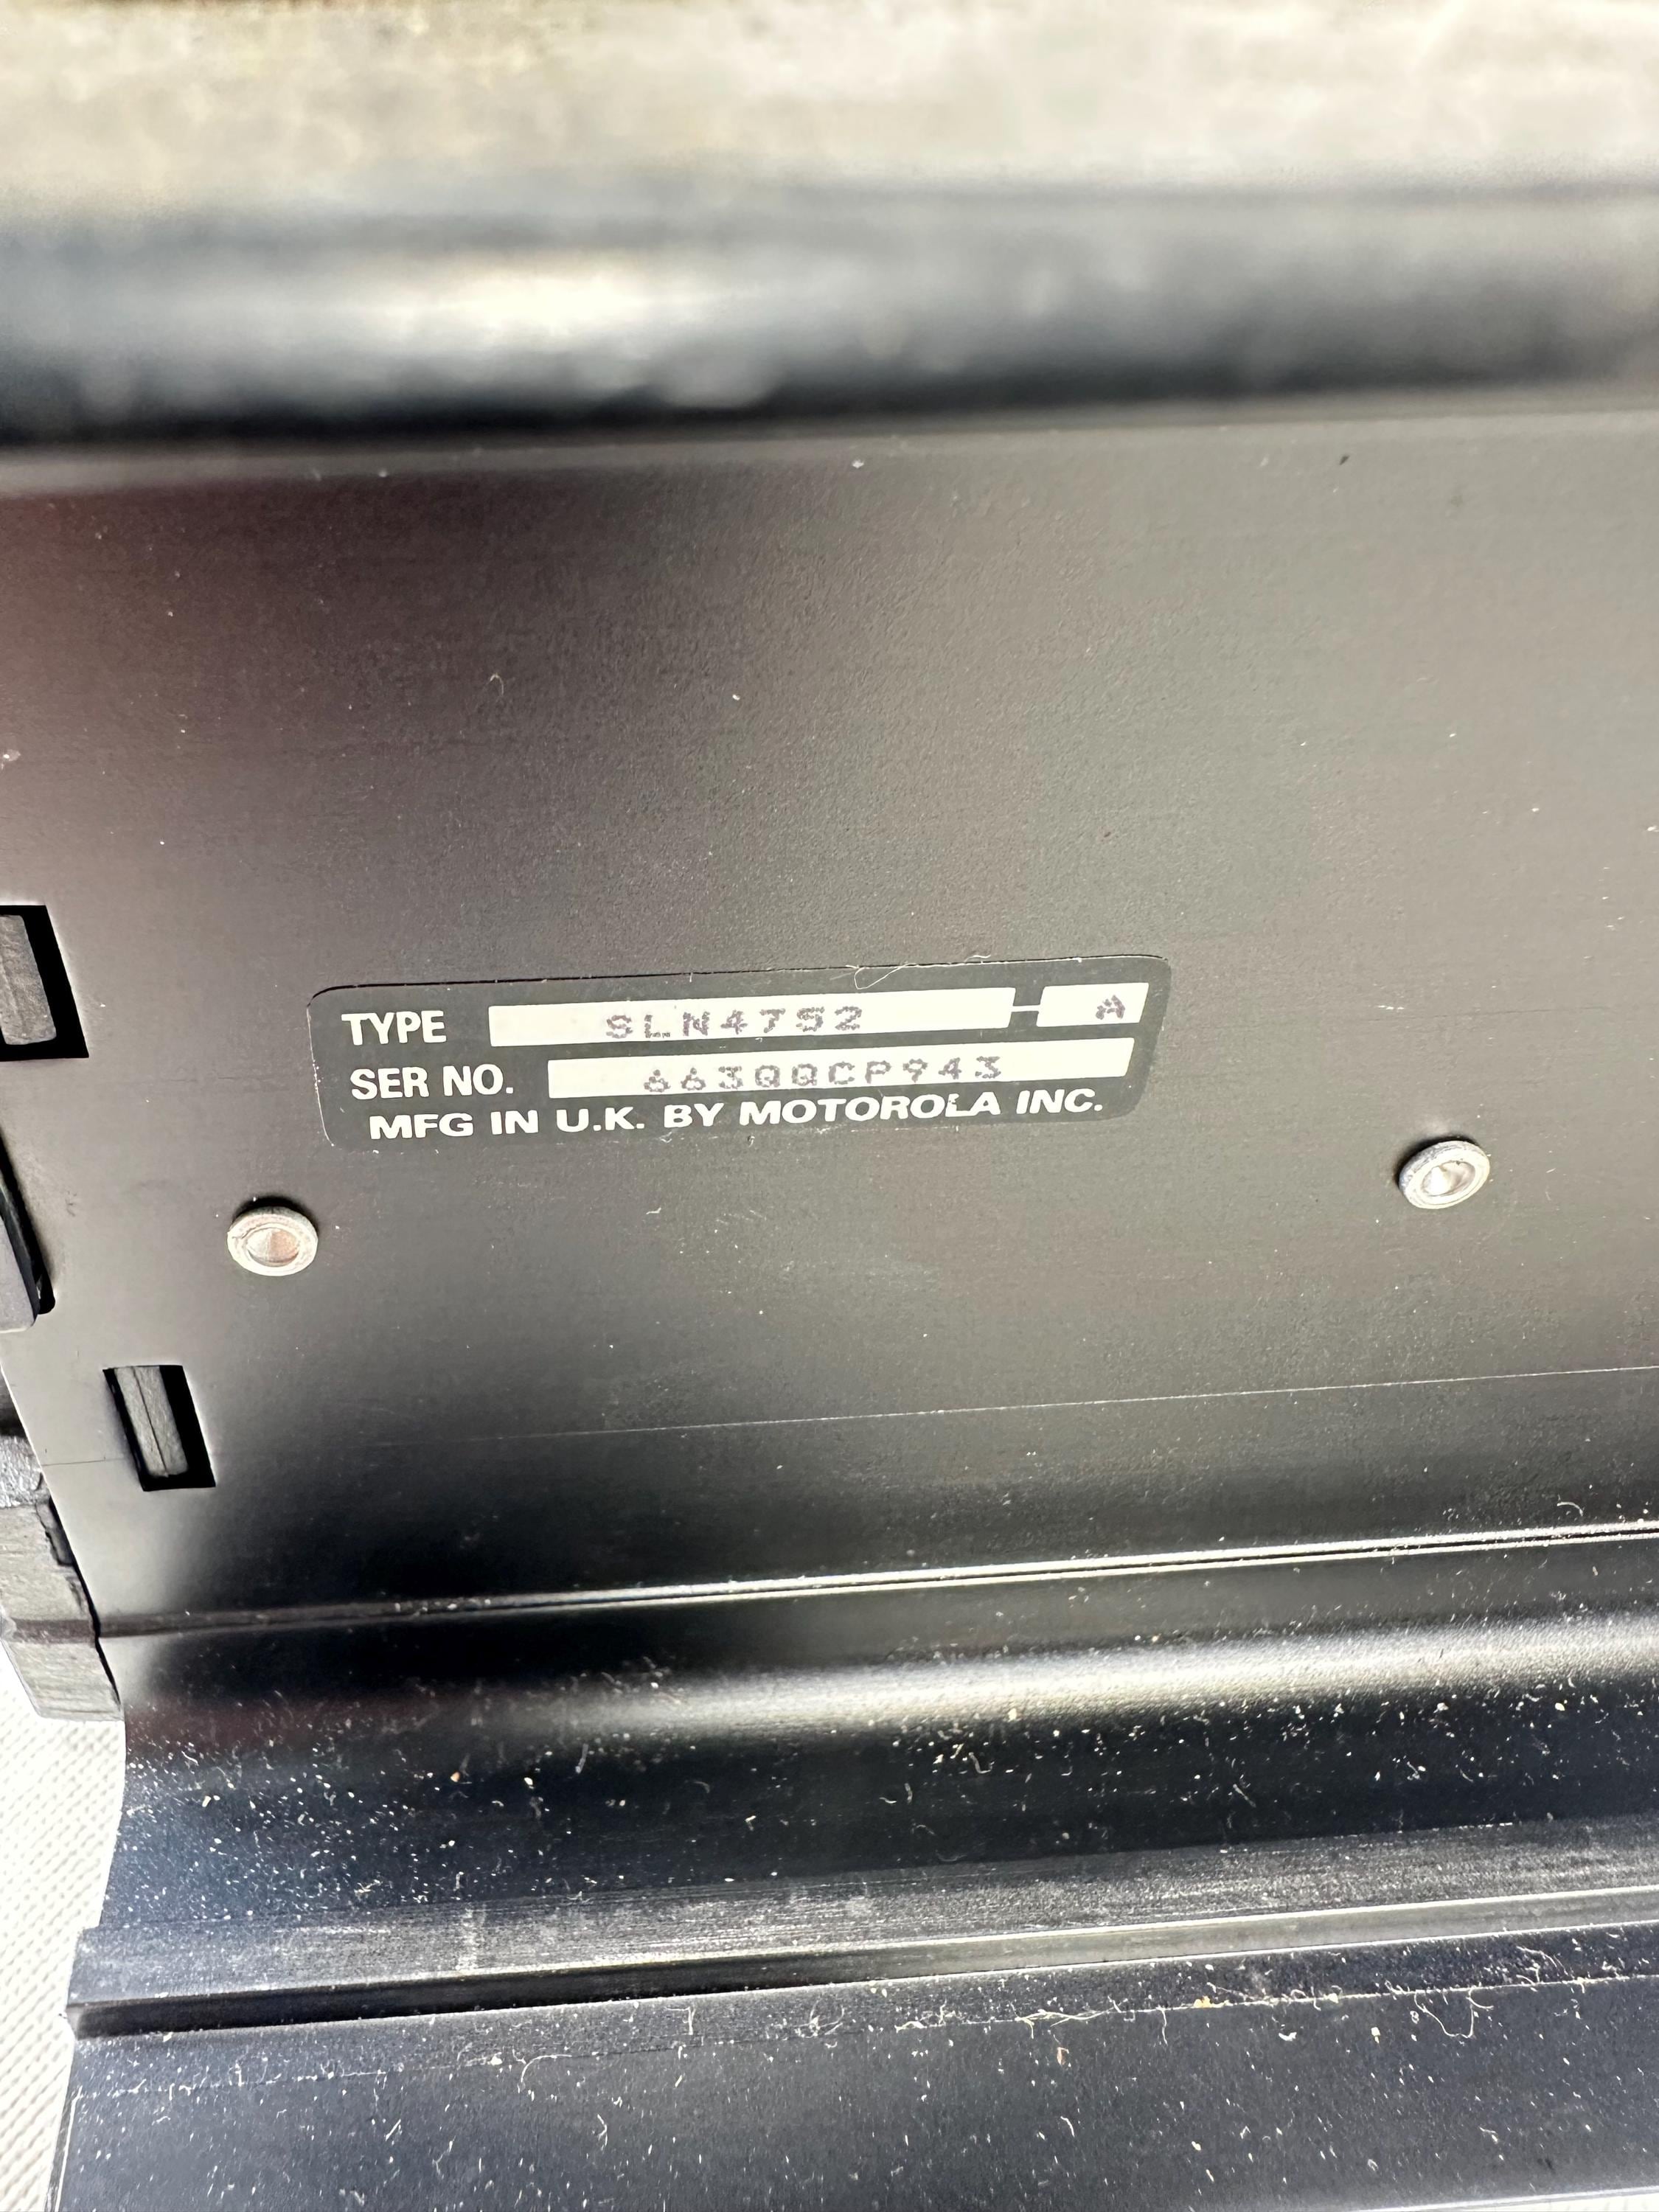 TYPE SLN4752-A
SER NO. 663QQCP943
MFG IN U.K. BY MOTOROLA INC.